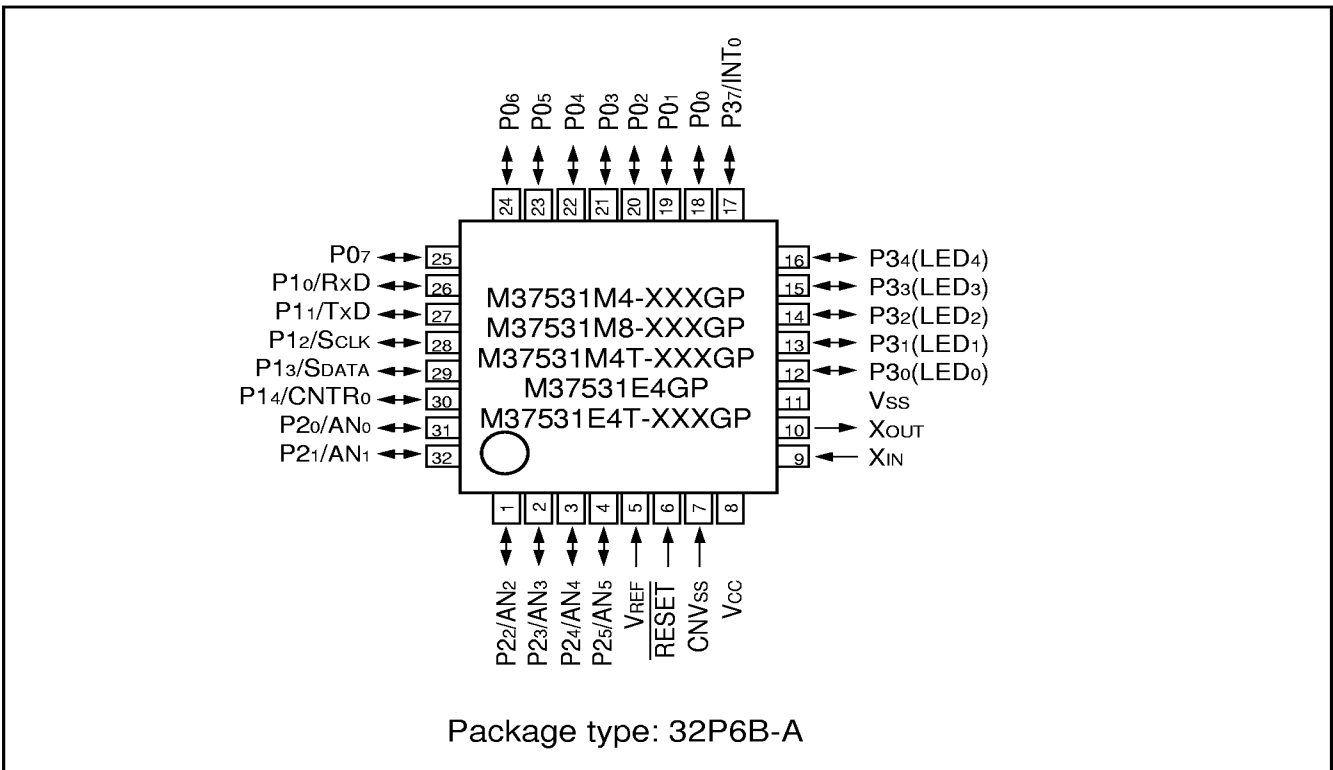 P06
P05
P04
P03
P02
P01
P00
P37/INT0
24
23
22
21
20
19
18
17
P07
25
P10/RxD
26
P11/TxD
27
P12/SCLK
28
P13/SDATA
29
P14/CNTR0
30
P20/AN0
31
P21/AN1
32
M37531M4-XXXGP
M37531M8-XXXGP
M37531M4T-XXXGP
M37531E4GP
M37531E4T-XXXGP
16
P34(LED4)
15
P33(LED3)
14
P32(LED2)
13
P31(LED1)
12
P30(LED0)
11
VSS
10
XOUT
9
XIN
1
2
3
4
5
6
7
8
P22/AN2
P23/AN3
P24/AN4
P25/AN5
VREF
RESET
CNVSS
VCC
Package type: 32P6B-A